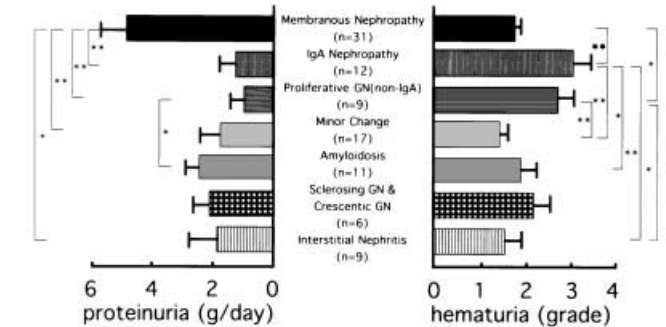 Membranous Nephropathy
(n=31)
IgA Nephropathy
(n=12)
Proliferative GN(non-IgA)
(n=9)
Minor Change
(n=17)
Amyloidosis
(n=11)
Sclerosing GN &
Crescentic GN
(n=6)
Interstitial Nephritis
(n=9)
**
**
**
*
*
**
**
**
*
**
*
*
6 4 2 0
0 1 2 3 4
proteinuria (g/day)
hematuria (grade)